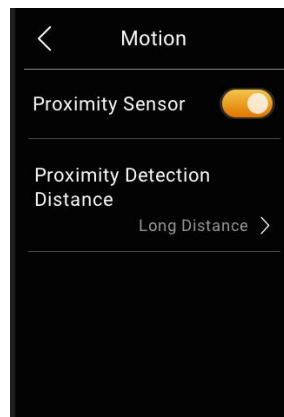 Motion
Proximity Sensor
Proximity Detection
Distance
Long Distance